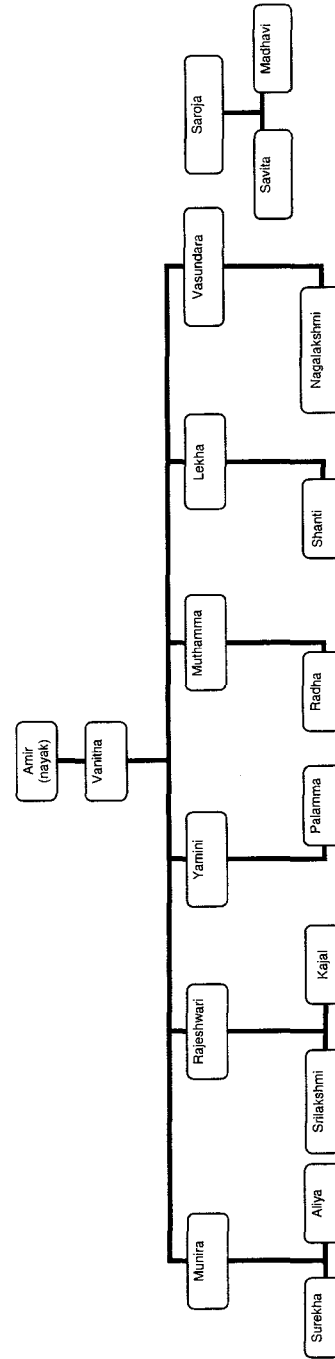 Amir
(nayak)
Vanitha
Munira
Rajeshwari
Yamini
Muthamma
Lekha
Vasundara
Saroja
Surekha
Aliya
Srilakshmi
Kajal
Palamma
Radha
Shanti
Nagalakshmi
Savita
Madhavi